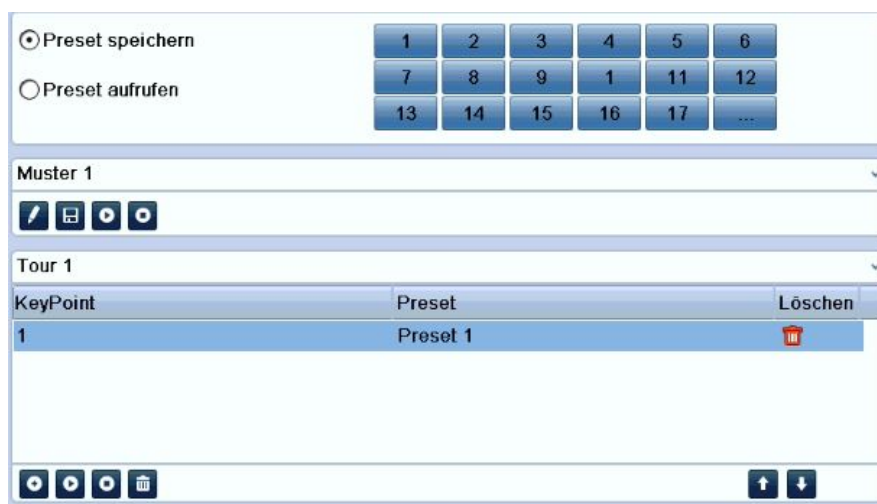 Preset speichern
1 2 3 4 5 6
Preset aufrufen
7 8 9 1 11 12
13 14 15 16 17 ...
Muster 1
Tour 1
KeyPoint Preset Löschen
1 Preset 1